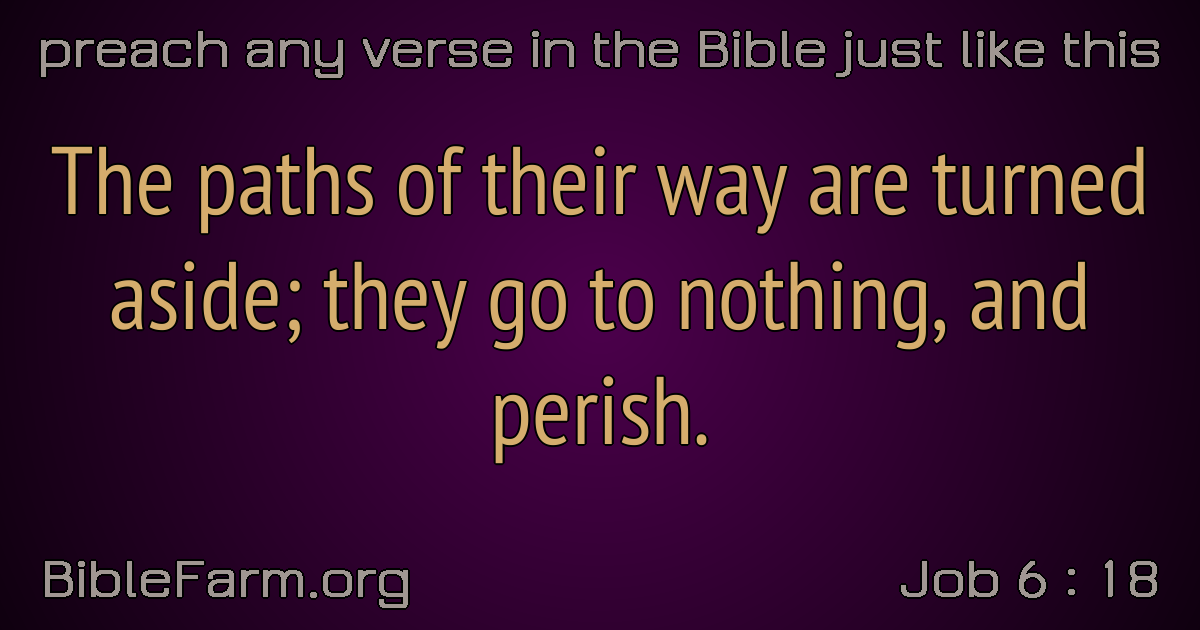 preach any verse in the Bible just like this
The paths of their way are turned
aside; they go to nothing, and
perish.
BibleFarm.org
Job 6 : 18